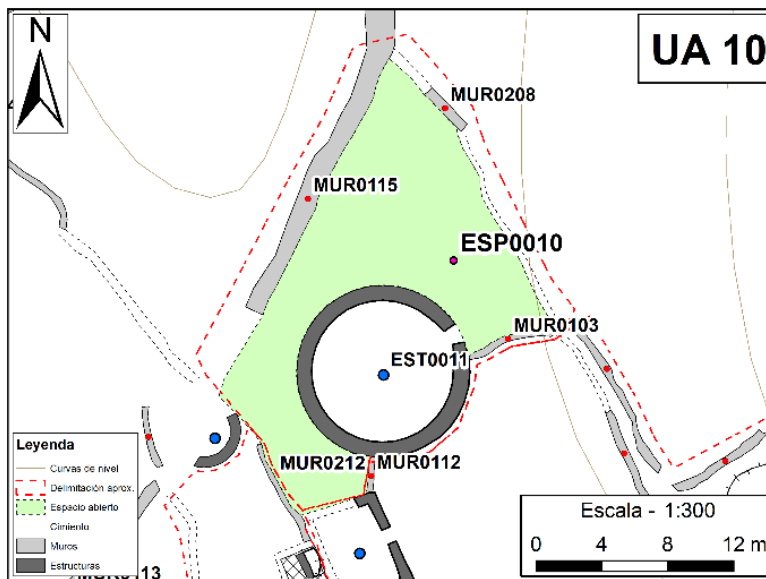 N
UA 10
MUR0208
MUR0115
ESP0010
MUR0103
EST0011
MUR0212
MUR0112
Leyenda
Curvas de nivel
Delimitación aprox.
Espacio abierto
Cimiento
Muros
Estructuras
Escala - 1:300
0 4 8 12 m